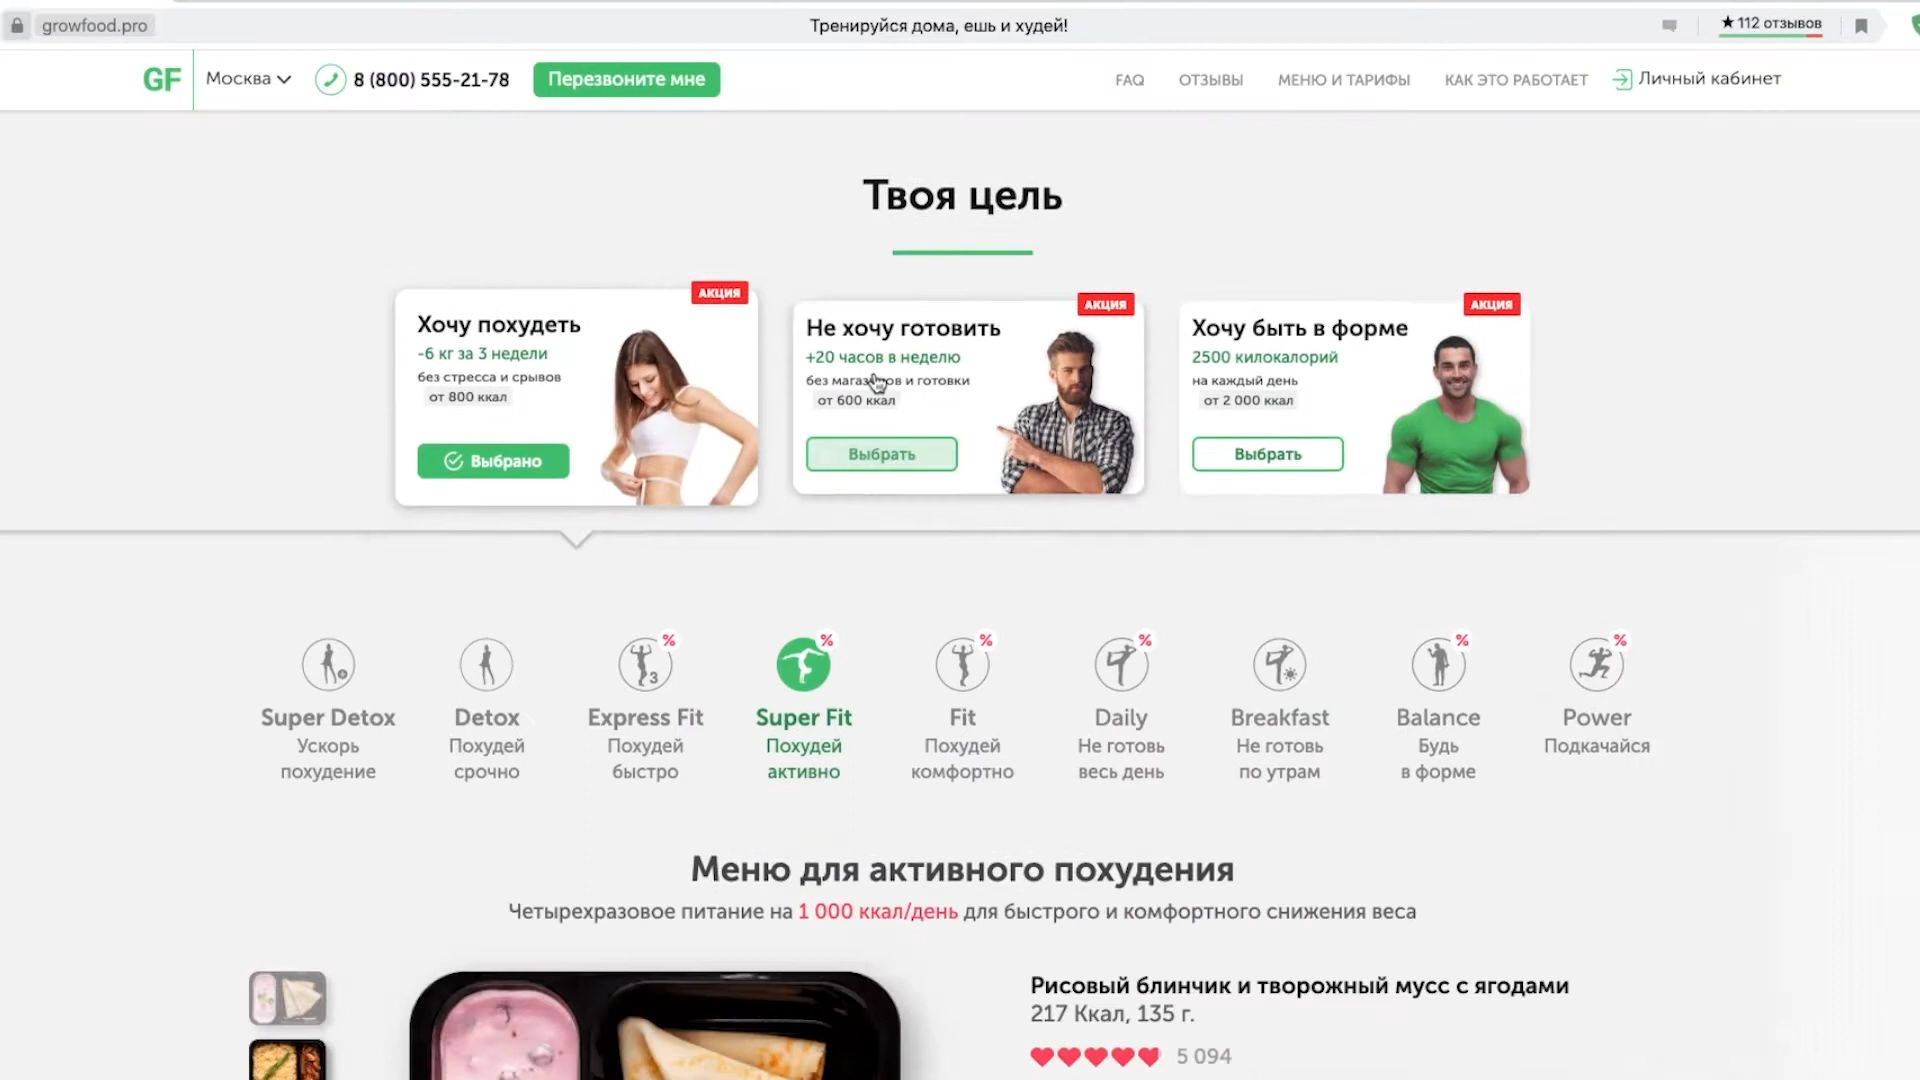 growfood.pro
Тренируйся дома, ешь и худей!
★ 112 отзывов
GF
Москва
8 (800) 555-21-78
Перезвоните мне
FAQ
ОТЗЫВЫ
МЕНЮ И ТАРИФЫ
КАК ЭТО РАБОТАЕТ
Личный кабинет
Твоя цель
АКЦИЯ
Хочу похудеть
-6 кг за 3 недели
без стресса и срывов
от 800 ккал
Выбрано
АКЦИЯ
Не хочу готовить
+20 часов в неделю
без магазинов и готовки
от 600 ккал
Выбрать
АКЦИЯ
Хочу быть в форме
2500 килокалорий
на каждый день
от 2 000 ккал
Выбрать
Super Detox
Ускорь
похудение
Detox
Похудей
срочно
%
3
Express Fit
Похудей
быстро
%
Super Fit
Похудей
активно
%
Fit
Похудей
комфортно
%
Daily
Не готовь
весь день
Breakfast
Не готовь
по утрам
%
Balance
Будь
в форме
%
Power
Подкачайся
Меню для активного похудения
Четырехразовое питание на 1 000 ккал/день для быстрого и комфортного снижения веса
Рисовый блинчик и творожный мусс с ягодами
217 Ккал, 135 г.
5 094